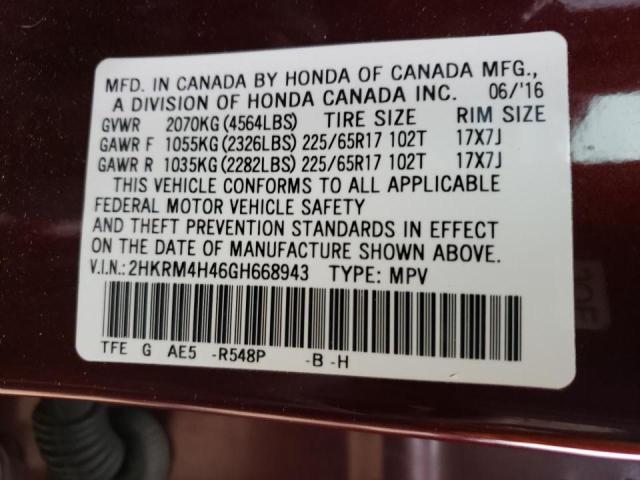 MFD. IN CANADA BY HONDA OF CANADA MFG.,
A DIVISION OF HONDA CANADA INC. 06/'16
GVWR 2070KG (4564LBS) TIRE SIZE RIM SIZE
GAWR F 1055KG (2326LBS) 225/65R17 102T 17X7J
GAWR R 1035KG (2282LBS) 225/65R17 102T 17X7J
THIS VEHICLE CONFORMS TO ALL APPLICABLE
FEDERAL MOTOR VEHICLE SAFETY
AND THEFT PREVENTION STANDARDS IN EFFECT
ON THE DATE OF MANUFACTURE SHOWN ABOVE.
V.I.N.: 2HKRM4H46GH668943 TYPE: MPV
TFE G AE5 -R548P -B -H